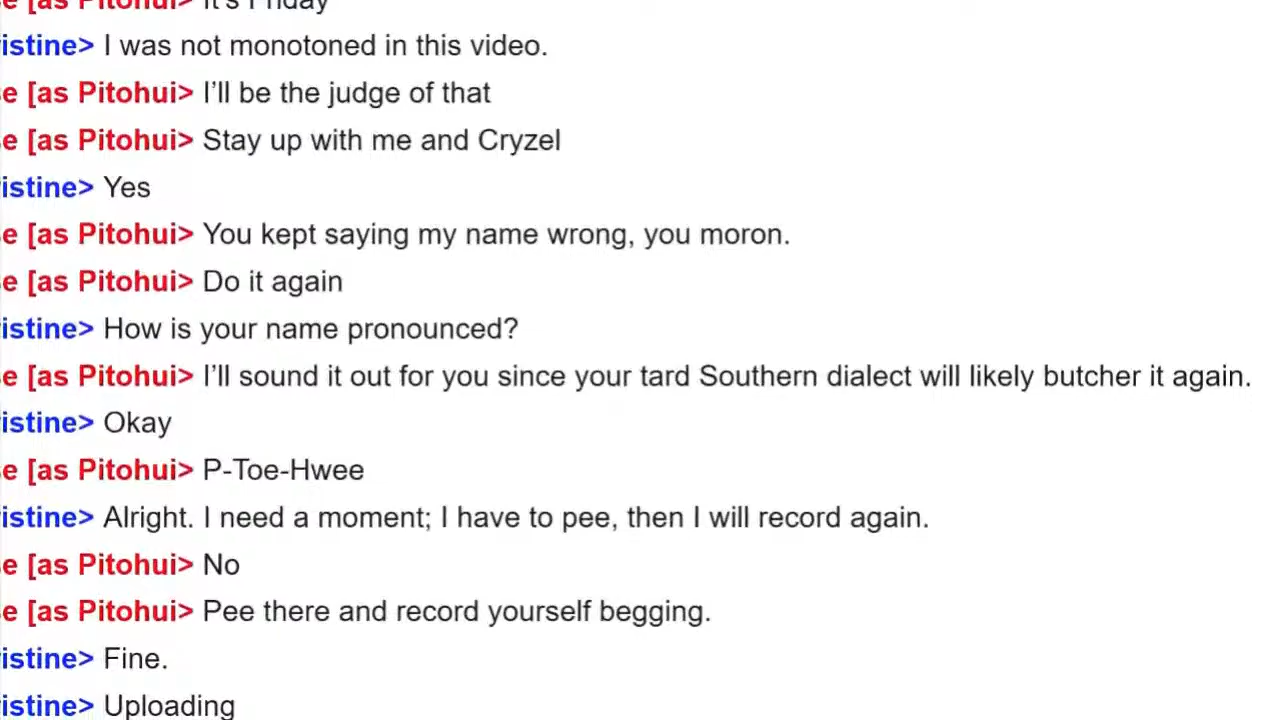 e [as Pitohui> It's Friday
istine> I was not monotoned in this video.
e [as Pitohui> I'll be the judge of that
e [as Pitohui> Stay up with me and Cryzel
istine> Yes
e [as Pitohui> You kept saying my name wrong, you moron.
e [as Pitohui> Do it again
istine> How is your name pronounced?
e [as Pitohui> I'll sound it out for you since your tard Southern dialect will likely butcher it again.
istine> Okay
e [as Pitohui> P-Toe-Hwee
istine> Alright. I need a moment; I have to pee, then I will record again.
e [as Pitohui> No
e [as Pitohui> Pee there and record yourself begging.
istine> Fine.
istine> Uploading